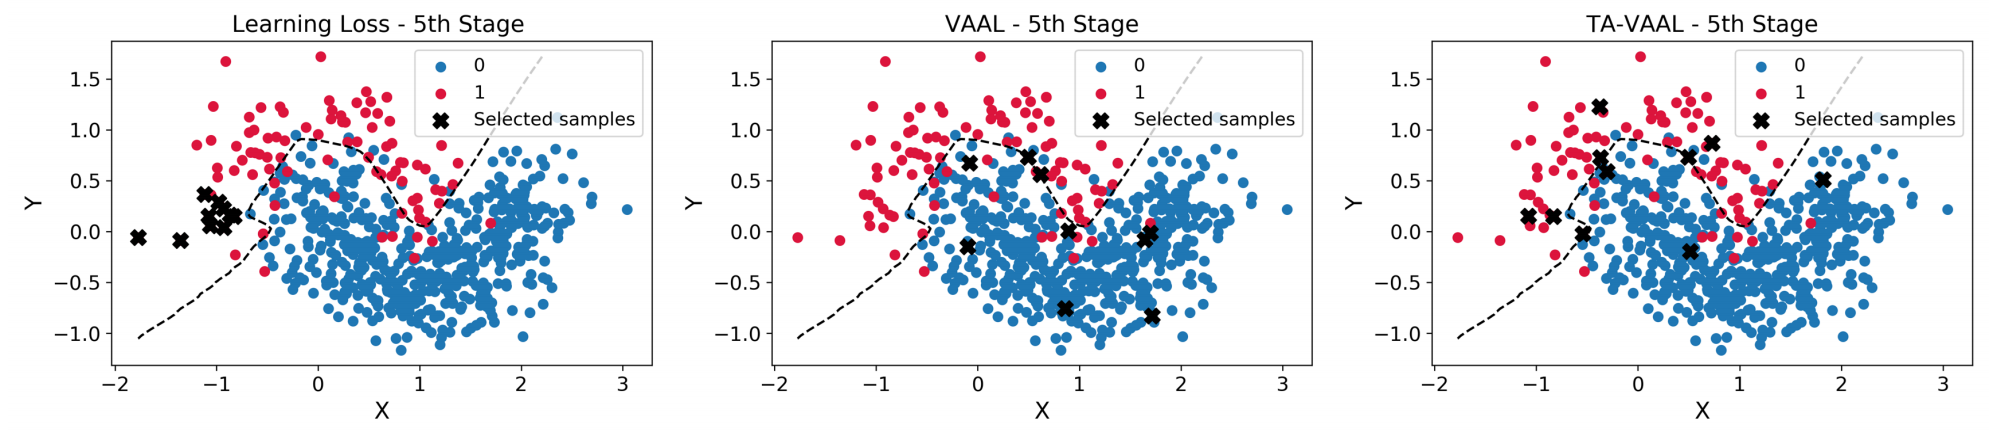 Learning Loss - 5th Stage
Y
1.5
1.0
0.5
0.0
−0.5
−1.0
0
1
Selected samples
−2 −1 0 1 2 3
X
VAAL - 5th Stage
Y
1.5
1.0
0.5
0.0
−0.5
−1.0
0
1
Selected samples
−2 −1 0 1 2 3
X
TA-VAAL - 5th Stage
Y
1.5
1.0
0.5
0.0
−0.5
−1.0
0
1
Selected samples
−2 −1 0 1 2 3
X